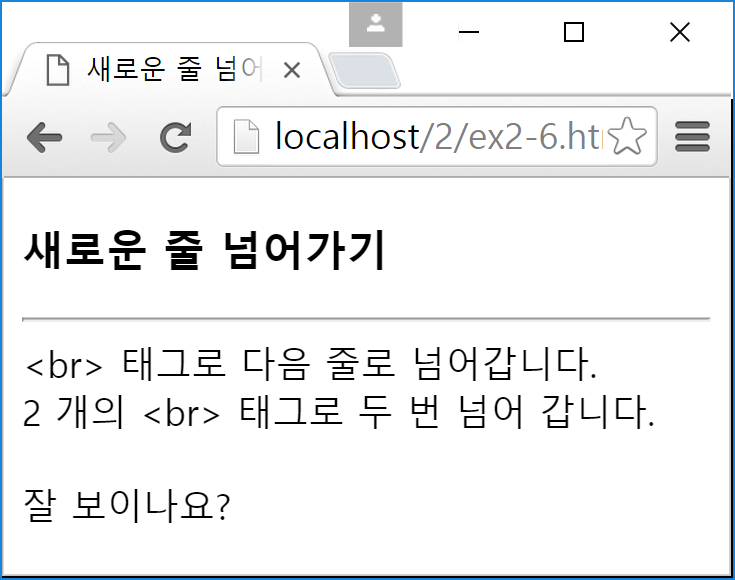 새로운 줄 넘어
localhost/2/ex2-6.ht
새로운 줄 넘어가기
<br> 태그로 다음 줄로 넘어갑니다.
2 개의 <br> 태그로 두 번 넘어 갑니다.
잘 보이나요?